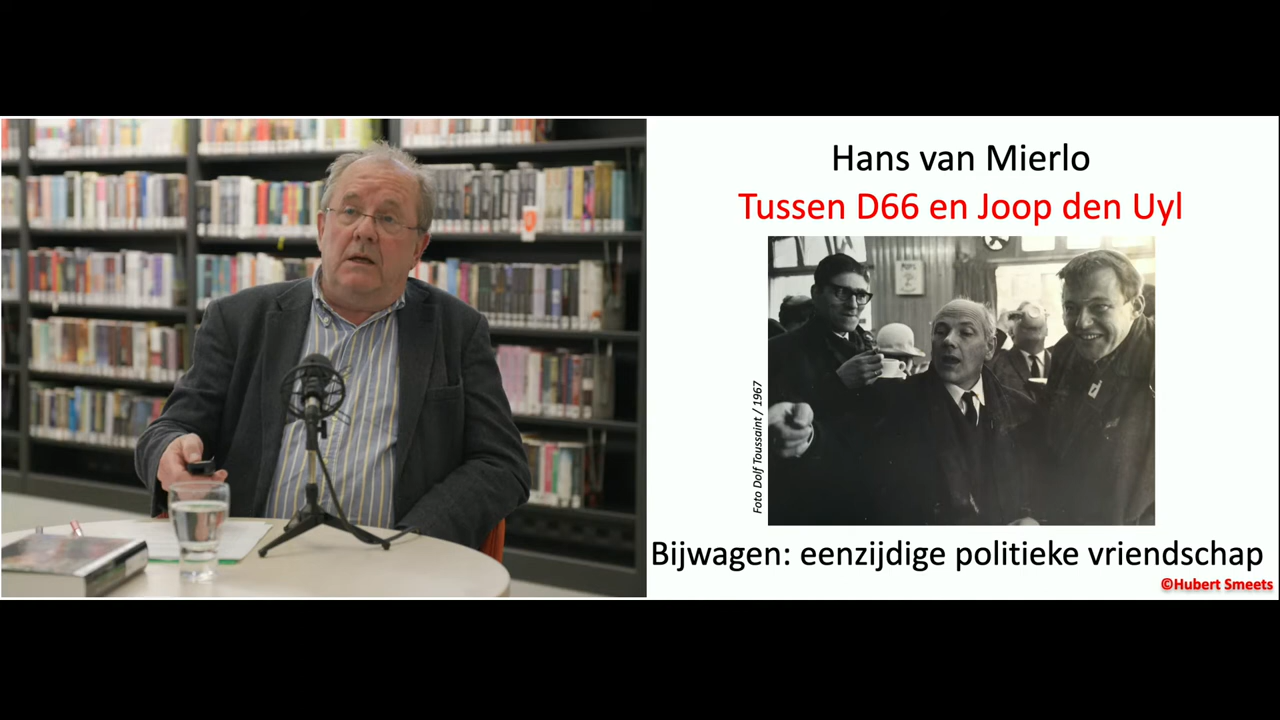 Hans van Mierlo
Tussen D66 en Joop den Uyl
Foto Dolf Toussaint / 1967
Bijwagen: eenzijdige politieke vriendschap
©Hubert Smeets